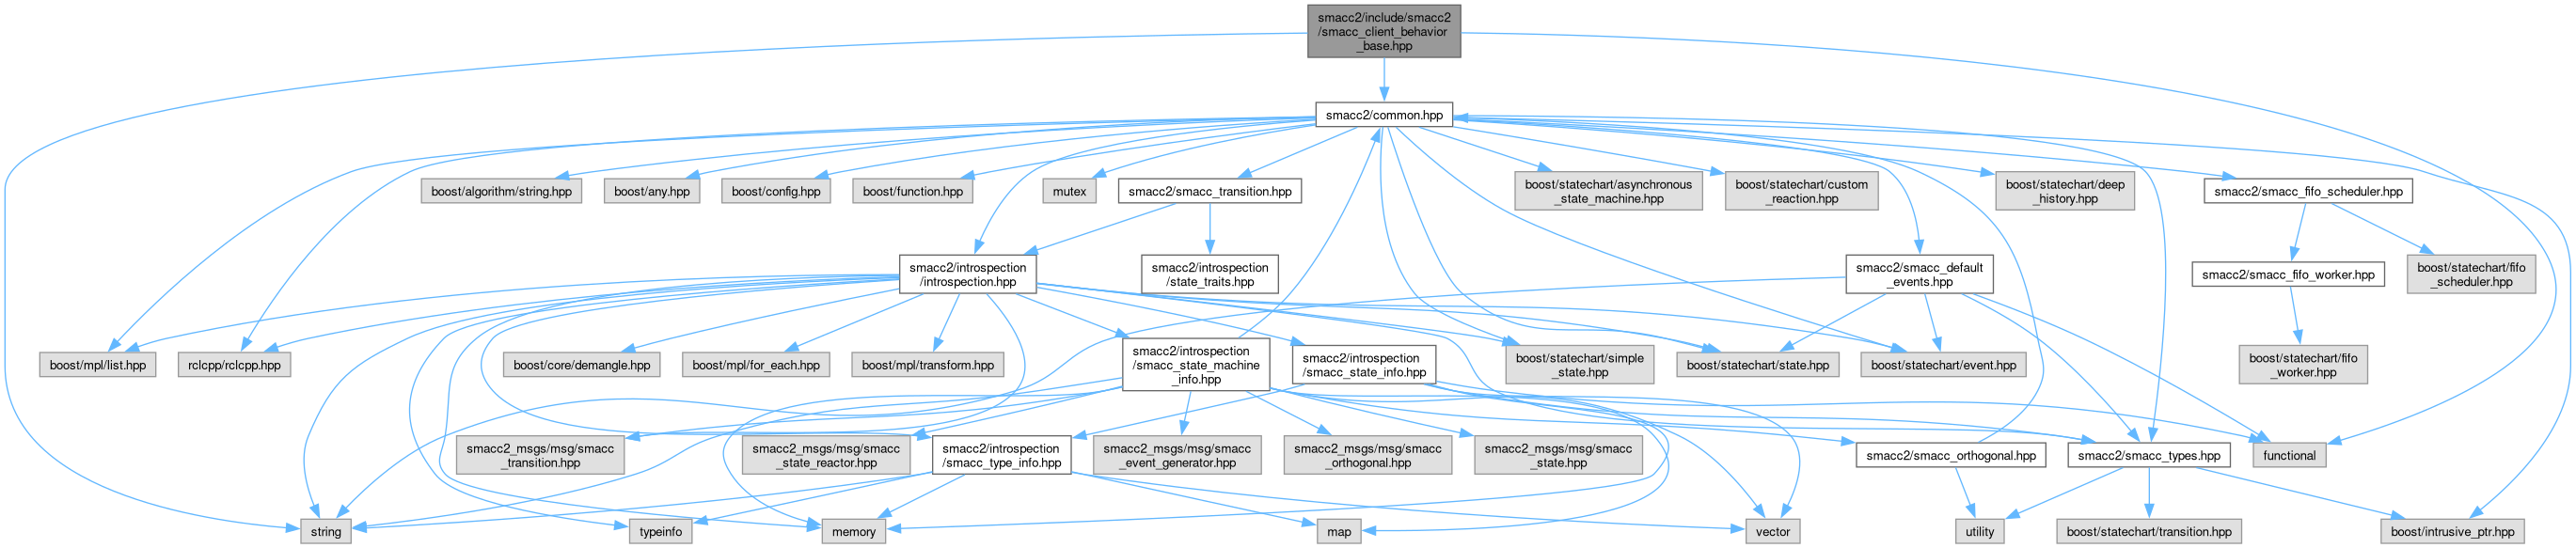 smacc2/include/smacc2
/smacc_client_behavior
_base.hpp
smacc2/common.hpp
boost/algorithm/string.hpp
boost/any.hpp
boost/config.hpp
boost/function.hpp
mutex
smacc2/smacc_transition.hpp
boost/statechart/asynchronous
_state_machine.hpp
boost/statechart/custom
_reaction.hpp
boost/statechart/deep
_history.hpp
smacc2/smacc_fifo_scheduler.hpp
smacc2/introspection
/introspection.hpp
smacc2/introspection
/state_traits.hpp
smacc2/smacc_default
_events.hpp
smacc2/smacc_fifo_worker.hpp
boost/statechart/fifo
_scheduler.hpp
boost/mpl/list.hpp
rclcpp/rclcpp.hpp
boost/core/demangle.hpp
boost/mpl/for_each.hpp
boost/mpl/transform.hpp
smacc2/introspection
/smacc_state_machine
_info.hpp
smacc2/introspection
/smacc_state_info.hpp
boost/statechart/simple
_state.hpp
boost/statechart/state.hpp
boost/statechart/event.hpp
boost/statechart/fifo
_worker.hpp
smacc2_msgs/msg/smacc
_transition.hpp
smacc2_msgs/msg/smacc
_state_reactor.hpp
smacc2/introspection
/smacc_type_info.hpp
smacc2_msgs/msg/smacc
_event_generator.hpp
smacc2_msgs/msg/smacc
_orthogonal.hpp
smacc2_msgs/msg/smacc
_state.hpp
smacc2/smacc_orthogonal.hpp
smacc2/smacc_types.hpp
functional
string
typeinfo
memory
map
vector
utility
boost/statechart/transition.hpp
boost/intrusive_ptr.hpp